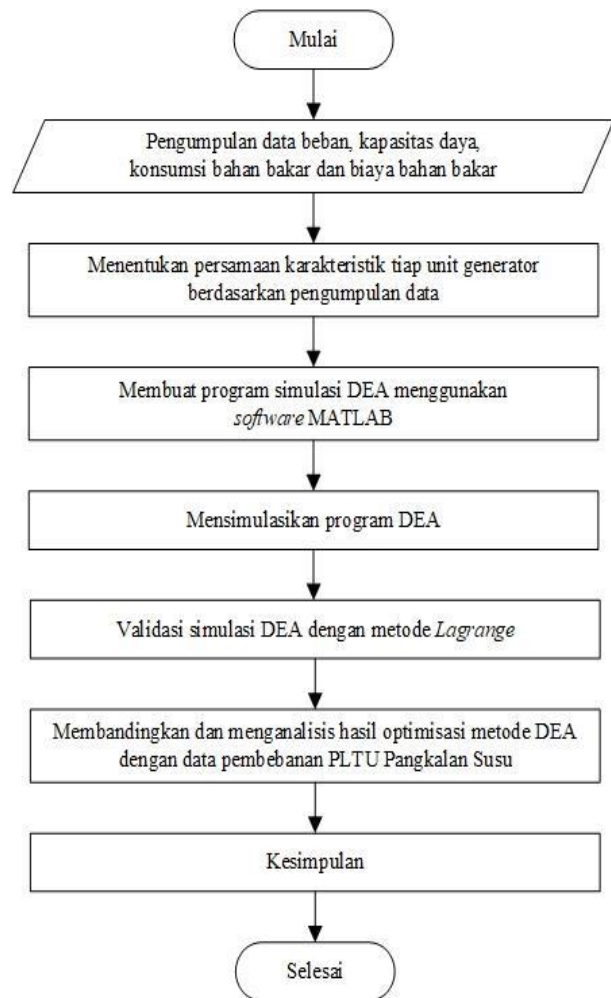 Mulai
Pengumpulan data beban, kapasitas daya,
konsumsi bahan bakar dan biaya bahan bakar
Menentukan persamaan karakteristik tiap unit generator
berdasarkan pengumpulan data
Membuat program simulasi DEA menggunakan
software MATLAB
Mensimulasikan program DEA
Validasi simulasi DEA dengan metode Lagrange
Membandingkan dan menganalisis hasil optimisasi metode DEA
dengan data pembebanan PLTU Pangkalan Susu
Kesimpulan
Selesai